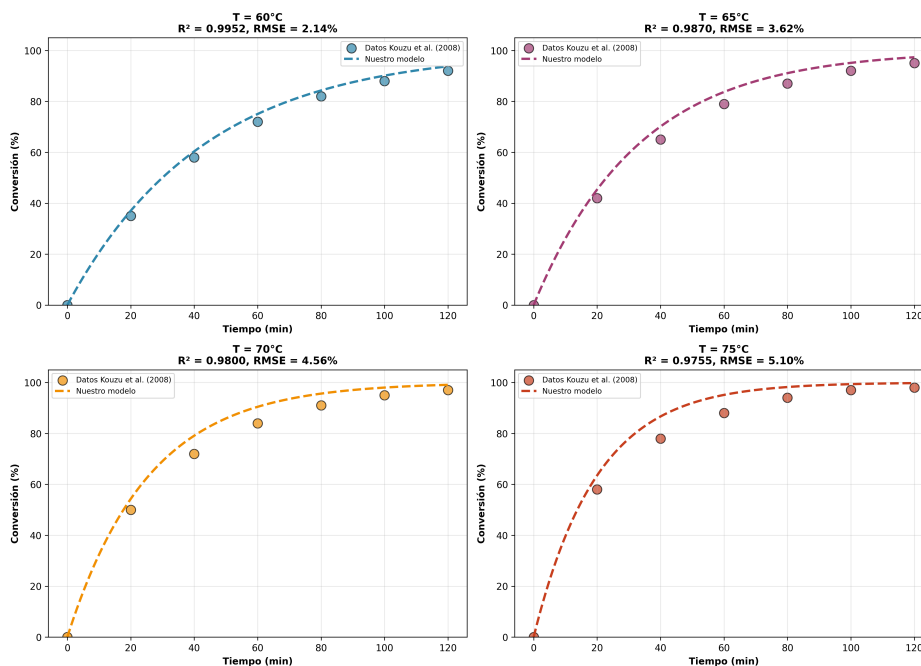 T = 60°C
R² = 0.9952, RMSE = 2.14%
Datos Kouzu et al. (2008)
Nuestro modelo
Conversión (%)
100
80
60
40
20
0
0 20 40 60 80 100 120
Tiempo (min)
T = 65°C
R² = 0.9870, RMSE = 3.62%
Datos Kouzu et al. (2008)
Nuestro modelo
Conversión (%)
100
80
60
40
20
0
0 20 40 60 80 100 120
Tiempo (min)
T = 70°C
R² = 0.9800, RMSE = 4.56%
Datos Kouzu et al. (2008)
Nuestro modelo
Conversión (%)
100
80
60
40
20
0
0 20 40 60 80 100 120
Tiempo (min)
T = 75°C
R² = 0.9755, RMSE = 5.10%
Datos Kouzu et al. (2008)
Nuestro modelo
Conversión (%)
100
80
60
40
20
0
0 20 40 60 80 100 120
Tiempo (min)